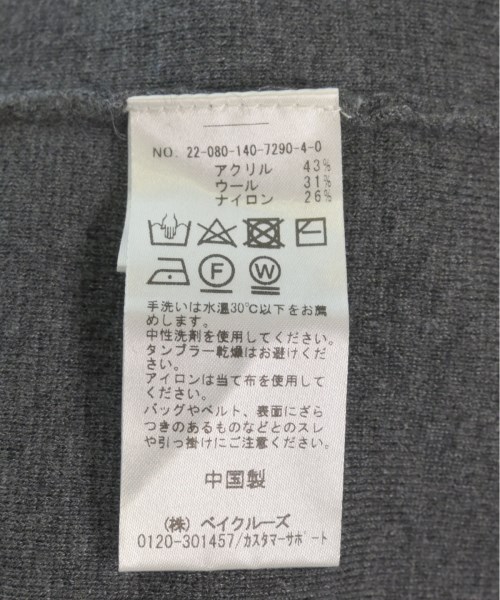 NO. 22-080-140-7290-4-0
アクリル 43%
ウール 31%
ナイロン 26%
F W
手洗いは水温30℃以下をお薦
めします。
中性洗剤を使用してください。
タンブラー乾燥はお避けくだ
さい。
アイロンは当て布を使用して
ください。
バッグやベルト、表面にざら
つきのあるものなどとのスレ
や引っ掛けにご注意ください。
中国製
(株) ベイクルーズ
0120-301457/カスタマーサポート